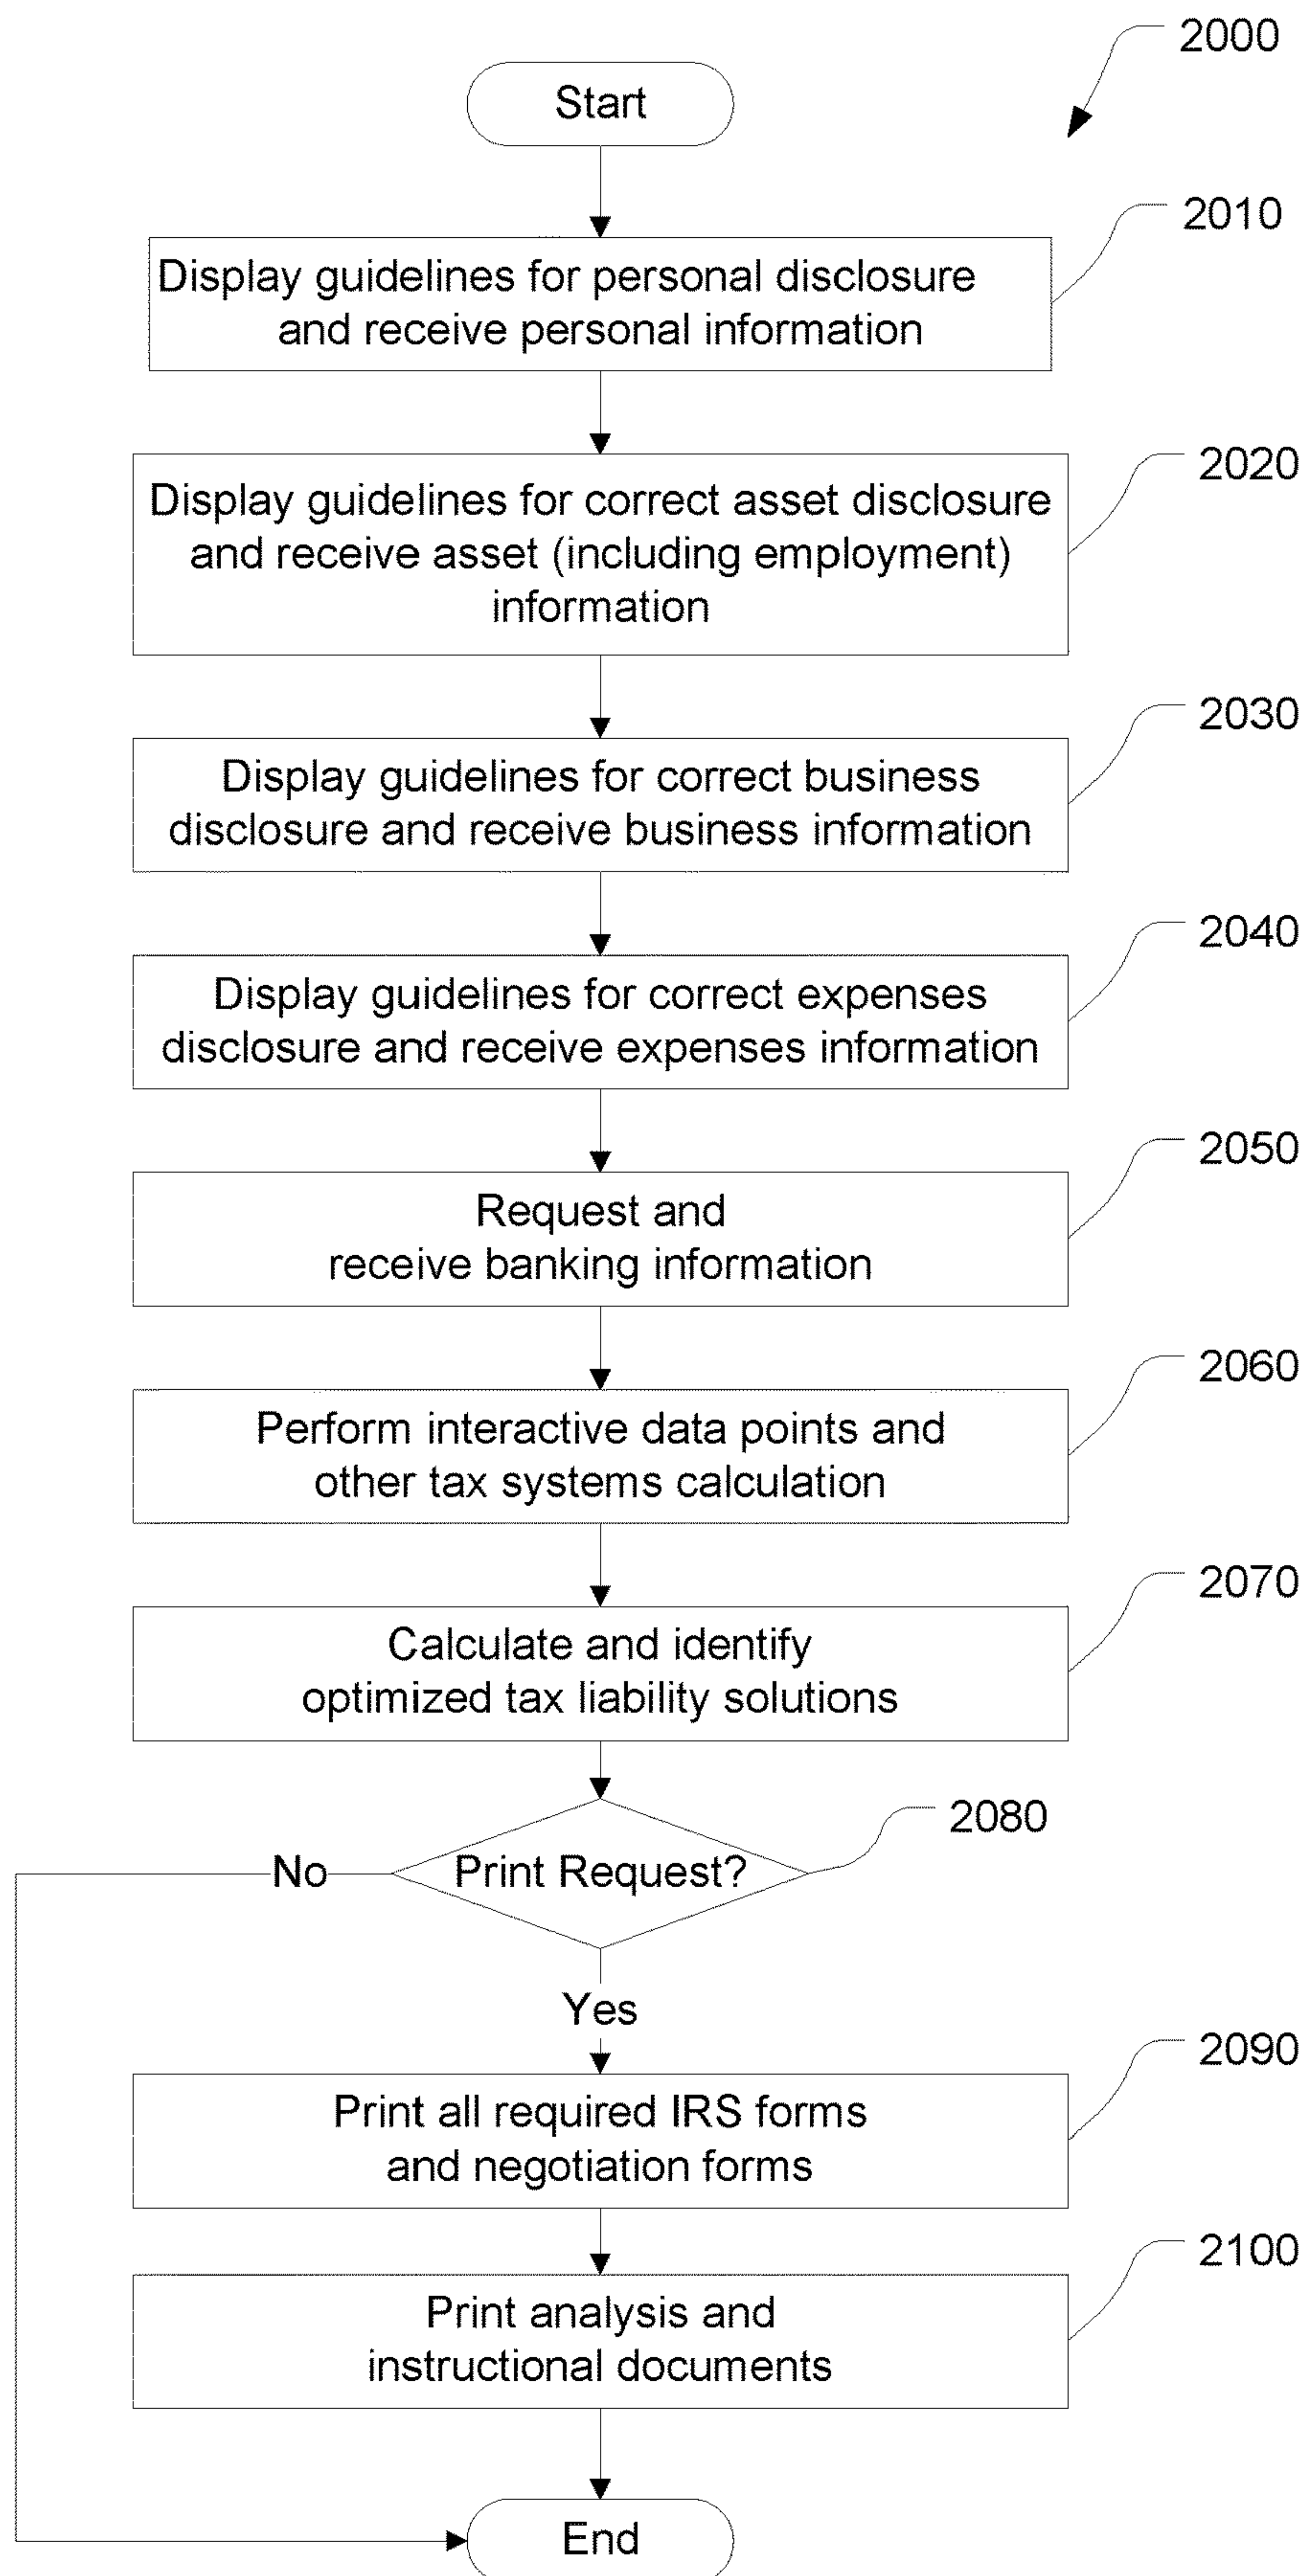 2000
Start
2010
Display guidelines for personal disclosure
and receive personal information
2020
Display guidelines for correct asset disclosure
and receive asset (including employment)
information
2030
Display guidelines for correct business
disclosure and receive business information
2040
Display guidelines for correct expenses
disclosure and receive expenses information
2050
Request and
receive banking information
2060
Perform interactive data points and
other tax systems calculation
2070
Calculate and identify
optimized tax liability solutions
2080
No
Print Request?
Yes
2090
Print all required IRS forms
and negotiation forms
2100
Print analysis and
instructional documents
End